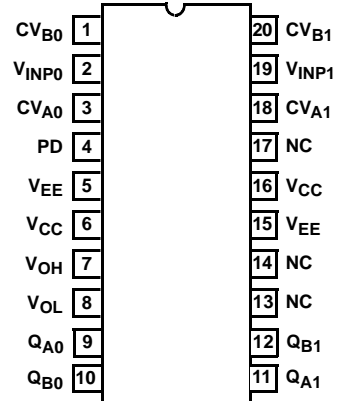 CVB0 1 20 CVB1
VINP0 2 19 VINP1
CVA0 3 18 CVA1
PD 4 17 NC
VEE 5 16 VCC
VCC 6 15 VEE
VOH 7 14 NC
VOL 8 13 NC
QA0 9 12 QB1
QB0 10 11 QA1